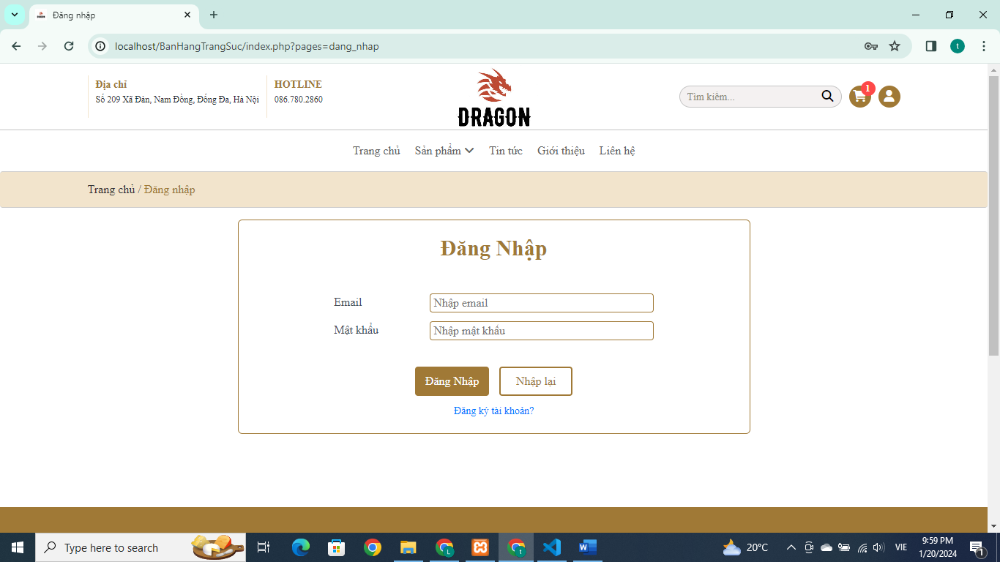 Đăng nhập
localhost/BanHangTrangSuc/index.php?pages=dang_nhap
t
Địa chỉ
Số 209 Xã Đàn, Nam Đồng, Đống Đa, Hà Nội
HOTLINE
086.780.2860
DRAGON
Tìm kiếm...
1
Trang chủ Sản phẩm Tin tức Giới thiệu Liên hệ
Trang chủ / Đăng nhập
Đăng Nhập
Email Nhập email
Mật khẩu Nhập mật khẩu
Đăng Nhập Nhập lại
Đăng ký tài khoản?
Type here to search
20°C
VIE
9:59 PM
1/20/2024
1